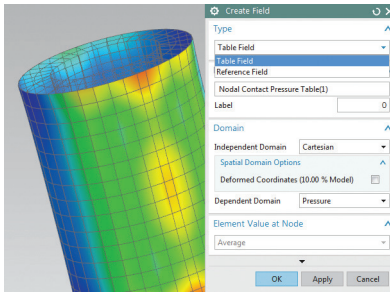 Create Field
Type
Table Field
Table Field
Reference Field
Nodal Contact Pressure Table(1)
Label 0
Domain
Independent Domain Cartesian
Spatial Domain Options
Deformed Coordinates (10.00 % Model)
Dependent Domain Pressure
Element Value at Node
Average
OK Apply Cancel